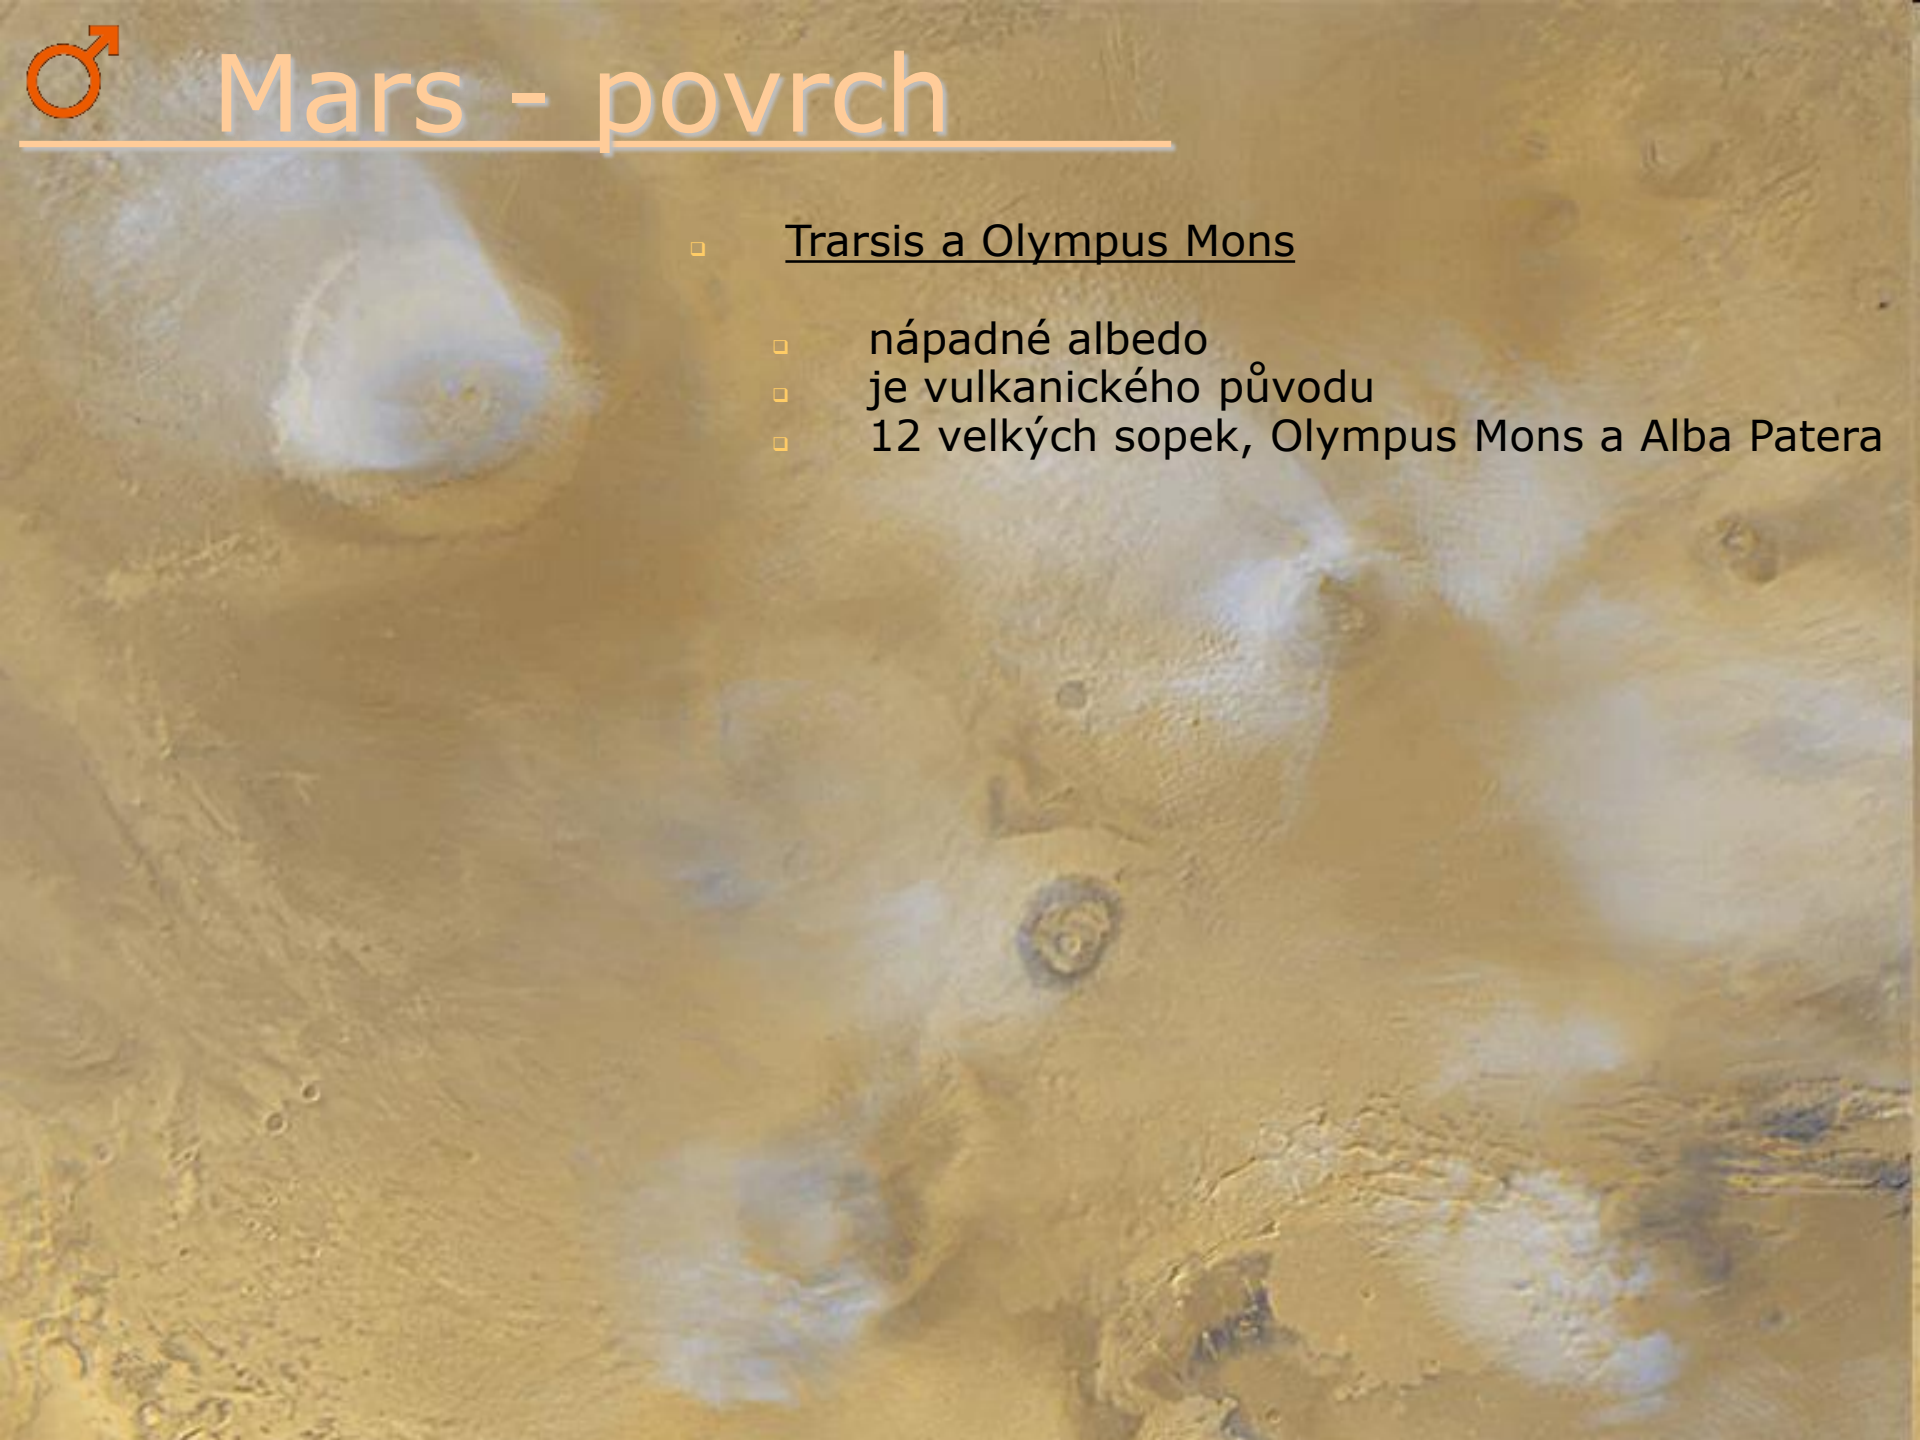 Mars - povrch
Trarsis a Olympus Mons
nápadné albedo
je vulkanického původu
12 velkých sopek, Olympus Mons a Alba Patera